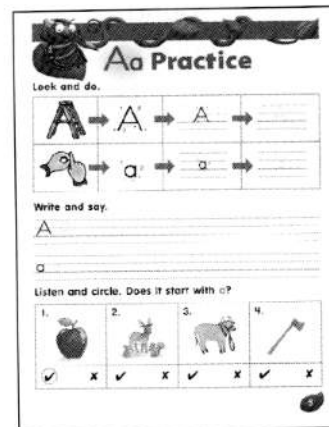 Aa Practice
Look and do.
A A
a a
Write and say.
A
a
Listen and circle. Does it start with a?
1. 2. 3. 4.
✓ ✗ ✓ ✗ ✓ ✗ ✓ ✗